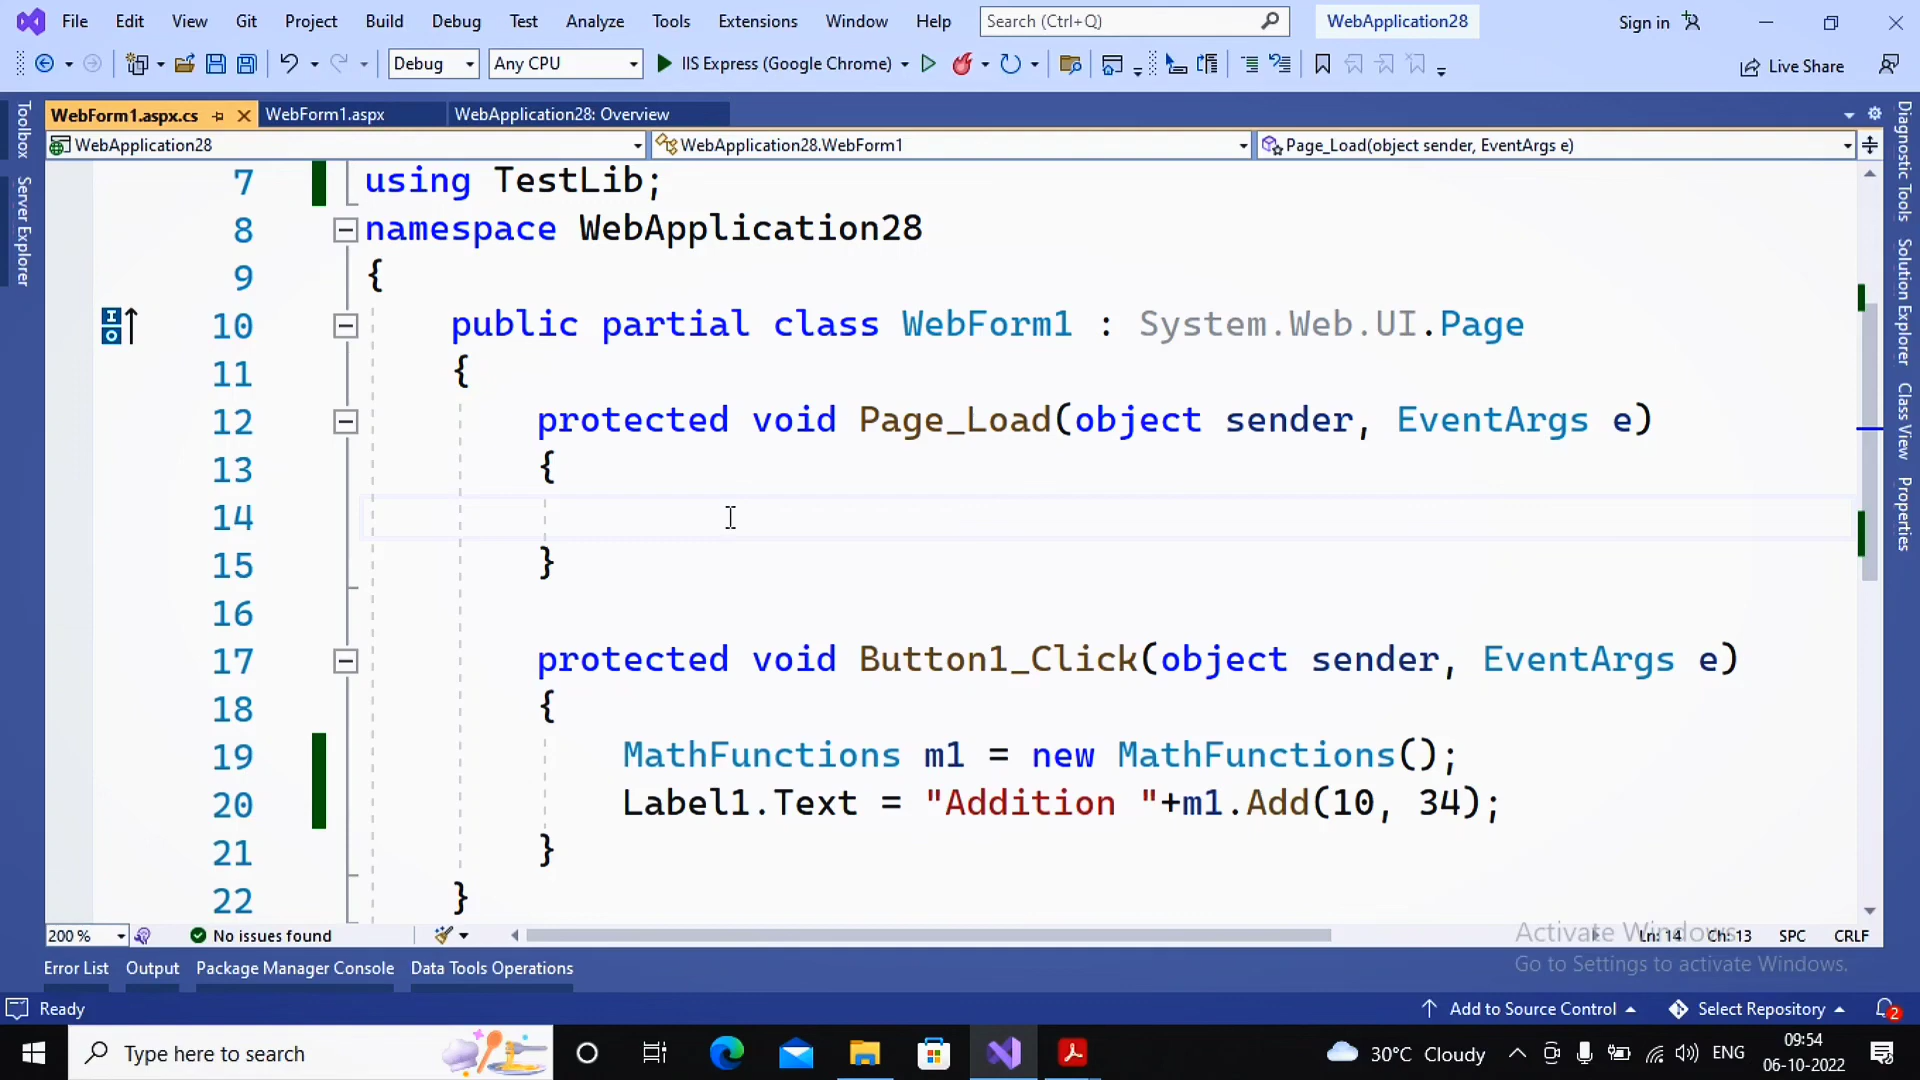 File Edit View Git Project Build Debug Test Analyze Tools Extensions Window Help Search (Ctrl+Q) WebApplication28 Sign in
Debug Any CPU IIS Express (Google Chrome) Live Share
WebForm1.aspx.cs WebForm1.aspx WebApplication28: Overview
WebApplication28 WebApplication28.WebForm1 Page_Load(object sender, EventArgs e)
Toolbox
Server Explorer
7 using TestLib;
8 namespace WebApplication28
9 {
10 public partial class WebForm1 : System.Web.UI.Page
11 {
12 protected void Page_Load(object sender, EventArgs e)
13 {
14
15 }
16
17 protected void Button1_Click(object sender, EventArgs e)
18 {
19 MathFunctions m1 = new MathFunctions();
20 Label1.Text = "Addition "+m1.Add(10, 34);
21 }
22 }
Diagnostic Tools
Solution Explorer
Class View
Properties
200 % No issues found Ln: 14 Ch: 13 SPC CRLF
Activate Windows
Go to Settings to activate Windows.
Error List Output Package Manager Console Data Tools Operations
Ready Add to Source Control Select Repository 2
Type here to search 30°C Cloudy ENG 09:54
06-10-2022